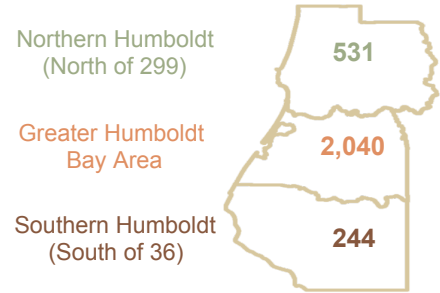 Northern Humboldt
(North of 299)
531
Greater Humboldt
Bay Area
2,040
Southern Humboldt
(South of 36)
244